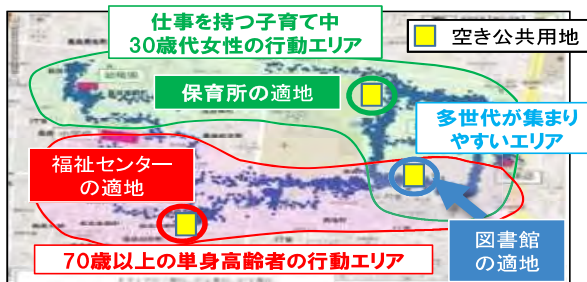 仕事を持つ子育て中
30歳代女性の行動エリア
空き公共用地
保育所の適地
多世代が集まり
やすいエリア
福祉センター
の適地
図書館
の適地
70歳以上の単身高齢者の行動エリア